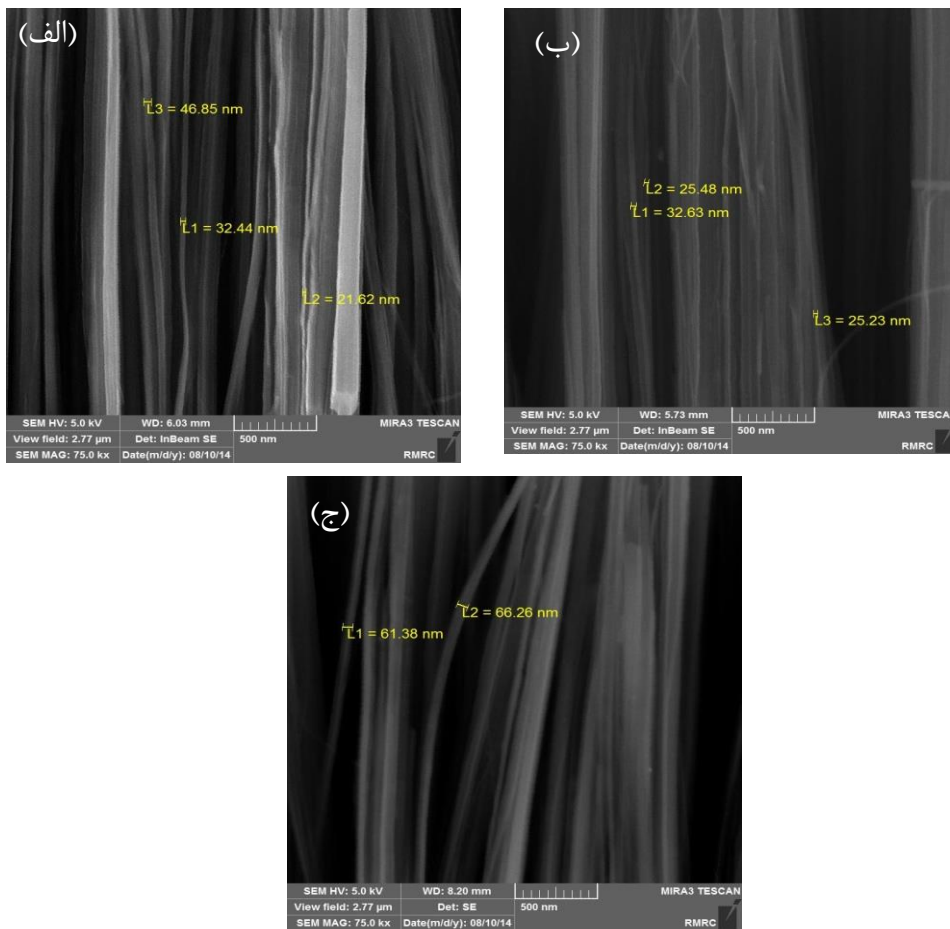 (الف)
L3 = 46.85 nm
L1 = 32.44 nm
L2 = 21.62 nm
SEM HV: 5.0 kV WD: 6.03 mm MIRA3 TESCAN
View field: 2.77 µm Det: InBeam SE 500 nm
SEM MAG: 75.0 kx Date(m/d/y): 08/10/14 RMRC
(ب)
L2 = 25.48 nm
L1 = 32.63 nm
L3 = 25.23 nm
SEM HV: 5.0 kV WD: 5.73 mm MIRA3 TESCAN
View field: 2.77 µm Det: InBeam SE 500 nm
SEM MAG: 75.0 kx Date(m/d/y): 08/10/14 RMRC
(ج)
L2 = 66.26 nm
L1 = 61.38 nm
SEM HV: 5.0 kV WD: 8.20 mm MIRA3 TESCAN
View field: 2.77 µm Det: SE 500 nm
SEM MAG: 75.0 kx Date(m/d/y): 08/10/14 RMRC